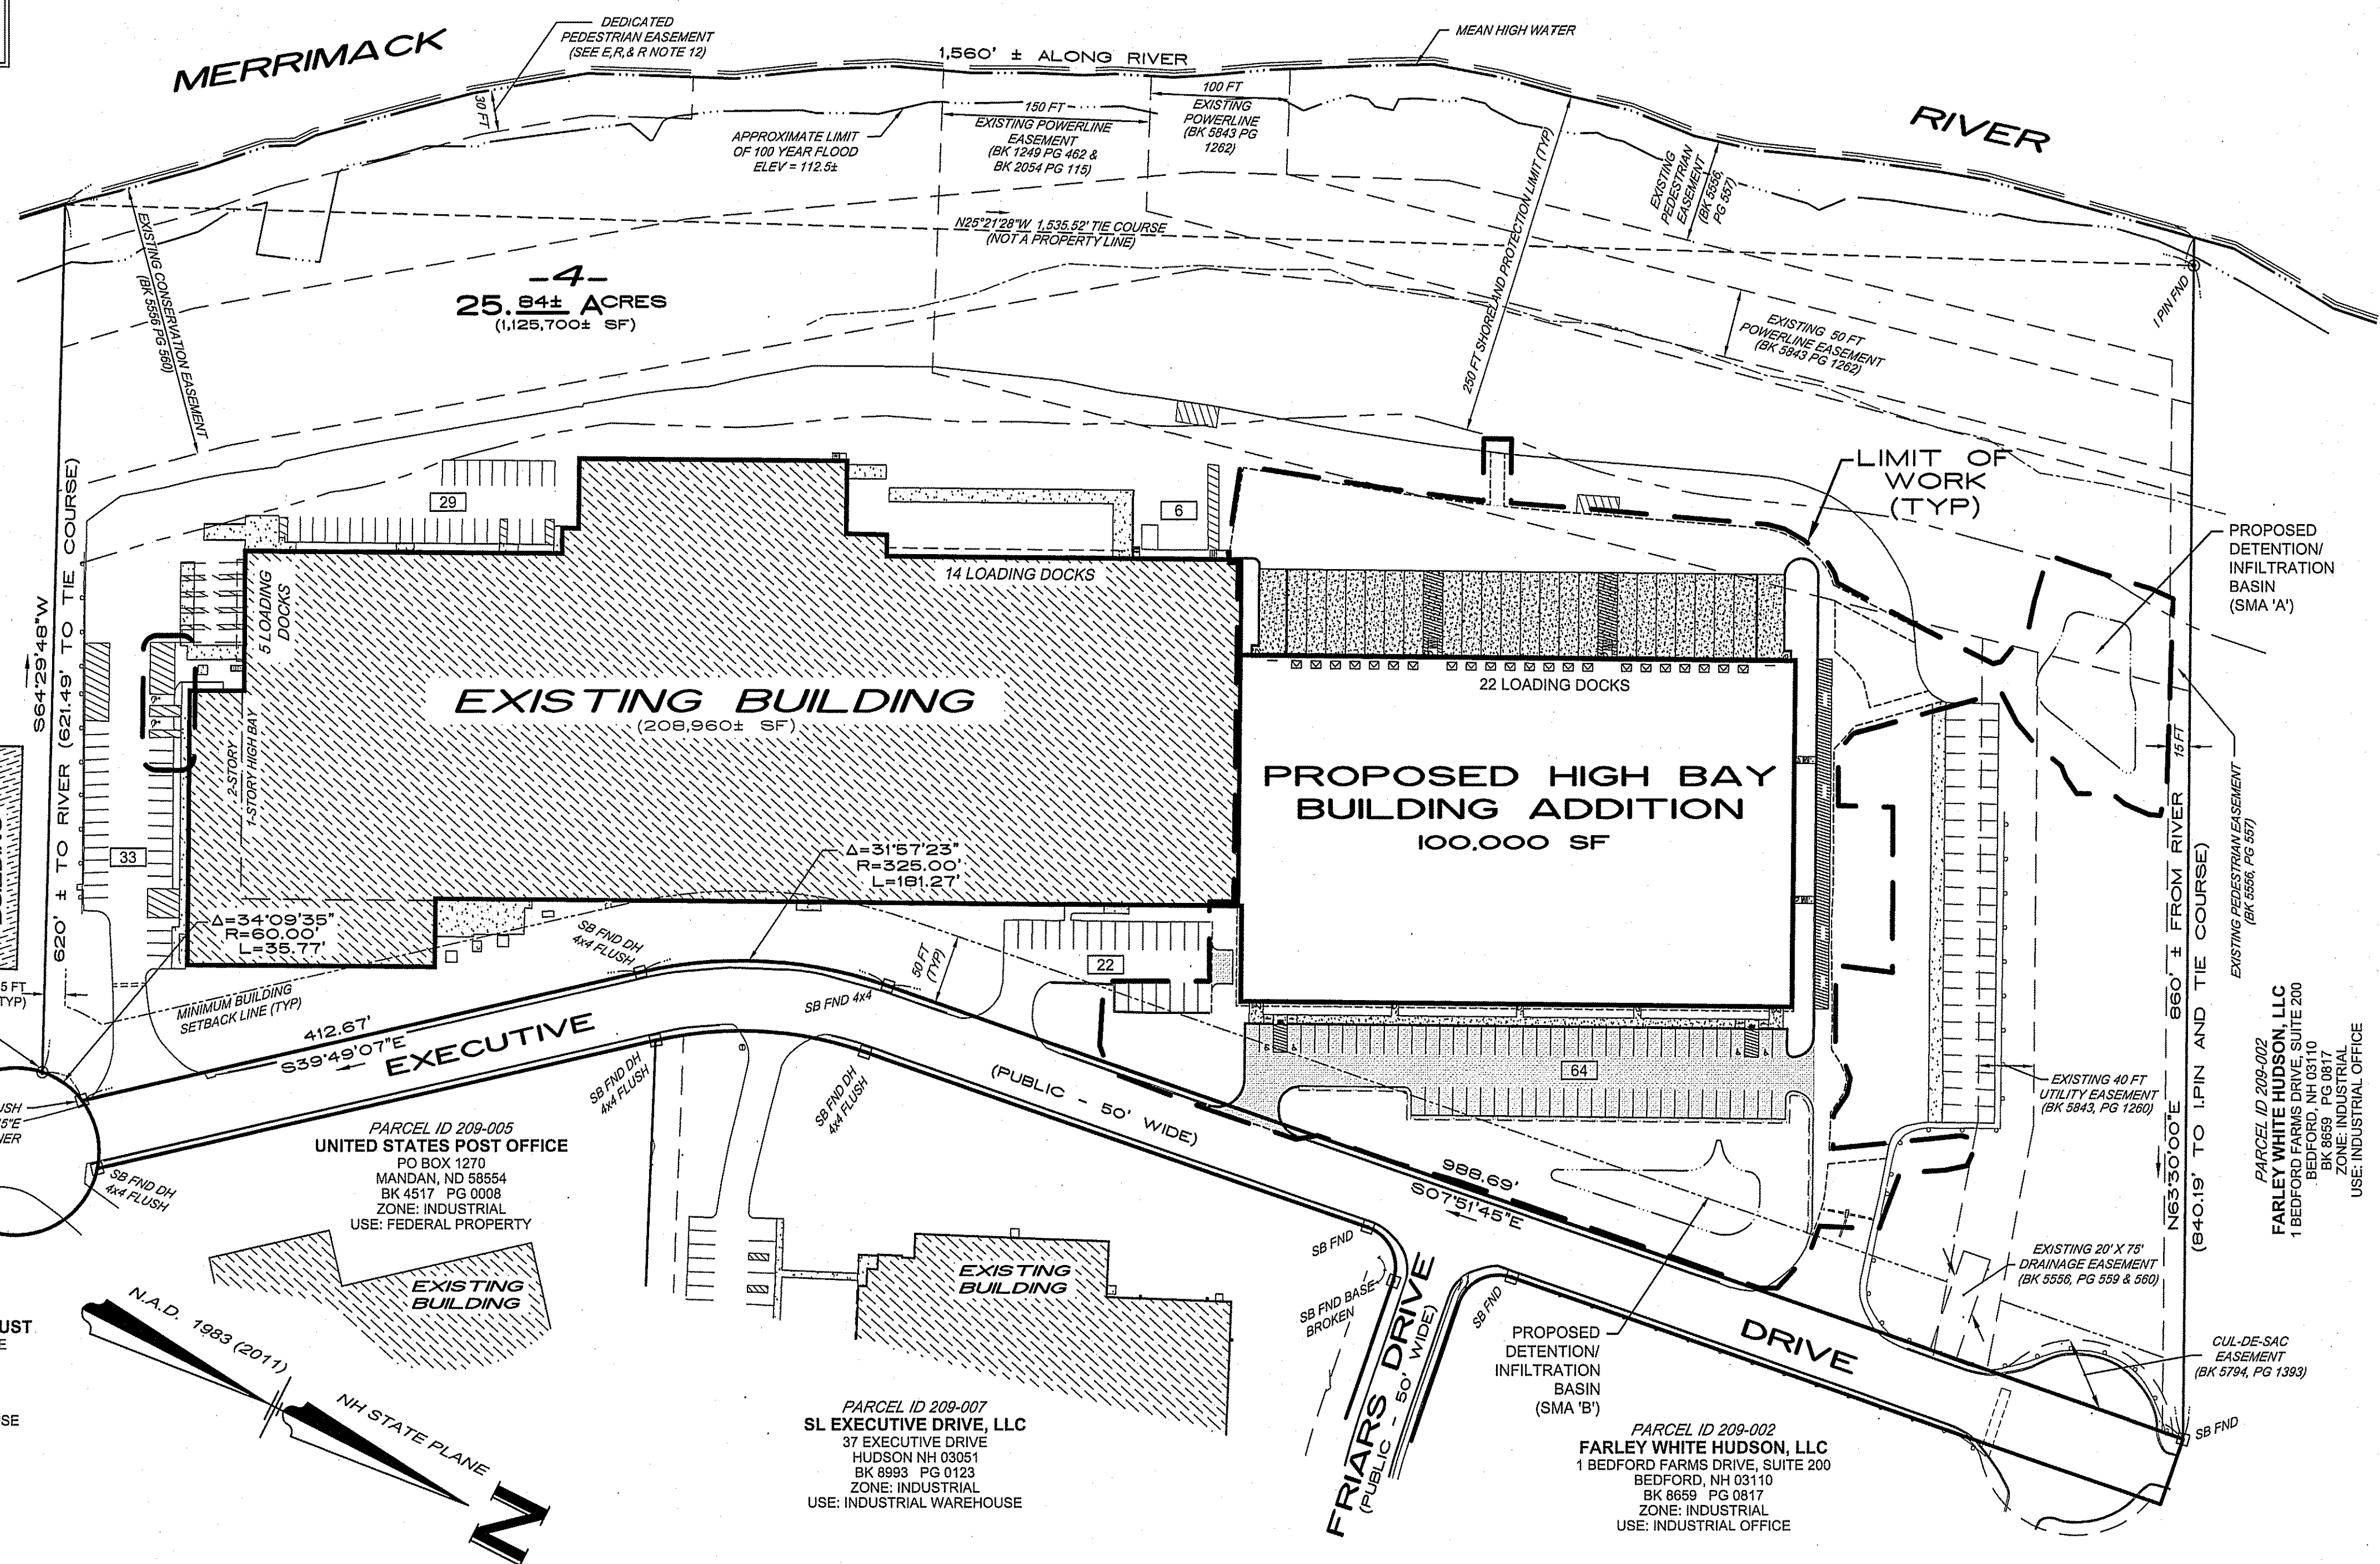 MERRIMACK
DEDICATED
PEDESTRIAN EASEMENT
(SEE E,R,& R NOTE 12)
1,560' ± ALONG RIVER
MEAN HIGH WATER
RIVER
30 FT
APPROXIMATE LIMIT
OF 100 YEAR FLOOD
ELEV = 112.5±
150 FT
EXISTING POWERLINE
EASEMENT
(BK 1249 PG 462 &
BK 2054 PG 115)
100 FT
EXISTING
POWERLINE
(BK 5843 PG
1262)
250 FT SHORELAND PROTECTION LIMIT (TYP)
EXISTING
PEDESTRIAN
EASEMENT
(BK 5556,
PG 557)
EXISTING CONSERVATION EASEMENT
(BK 5556 PG 560)
N25°21'28"W 1,535.52' TIE COURSE
(NOT A PROPERTY LINE)
-4-
25.84± ACRES
(1,125,700± SF)
EXISTING 50 FT
POWERLINE EASEMENT
(BK 5843 PG 1262)
I PIN FND
LIMIT OF
WORK
(TYP)
PROPOSED
DETENTION/
INFILTRATION
BASIN
(SMA 'A')
S64°29'48"W
620' ± TO RIVER (621.49' TO TIE COURSE)
29
6
5 LOADING
DOCKS
14 LOADING DOCKS
22 LOADING DOCKS
EXISTING BUILDING
(208,960± SF)
2-STORY
1-STORY HIGH BAY
PROPOSED HIGH BAY
BUILDING ADDITION
100,000 SF
15 FT
EXISTING PEDESTRIAN EASEMENT
(BK 5556, PG 557)
33
Δ=31°57'23"
R=325.00'
L=181.27'
Δ=34°09'35"
R=60.00'
L=35.77'
SB FND DH
4x4 FLUSH
50 FT
(TYP)
22
5 FT
TYP)
MINIMUM BUILDING
SETBACK LINE (TYP)
SB FND 4x4
412.67'
S39°49'07"E
EXECUTIVE
64
N63°30'00"E
860' ± FROM RIVER
(840.19' TO I.PIN AND TIE COURSE)
PARCEL ID 209-002
FARLEY WHITE HUDSON, LLC
1 BEDFORD FARMS DRIVE, SUITE 200
BEDFORD, NH 03110
BK 8659 PG 0817
ZONE: INDUSTRIAL
USE: INDUSTRIAL OFFICE
EXISTING 40 FT
UTILITY EASEMENT
(BK 5843, PG 1260)
USH
5"E
NER
SB FND DH
4x4 FLUSH
SB FND DH
4x4 FLUSH
SB FND DH
4x4 FLUSH
(PUBLIC - 50' WIDE)
PARCEL ID 209-005
UNITED STATES POST OFFICE
PO BOX 1270
MANDAN, ND 58554
BK 4517 PG 0008
ZONE: INDUSTRIAL
USE: FEDERAL PROPERTY
988.69'
S07°51'45"E
EXISTING
BUILDING
EXISTING
BUILDING
SB FND
SB FND BASE
BROKEN
SB FND
FRIARS DRIVE
(PUBLIC - 50' WIDE)
PROPOSED
DETENTION/
INFILTRATION
BASIN
(SMA 'B')
DRIVE
EXISTING 20' X 75'
DRAINAGE EASEMENT
(BK 5556, PG 559 & 560)
CUL-DE-SAC
EASEMENT
(BK 5794, PG 1393)
SB FND
UST
E
SE
N.A.D. 1983 (2011)
NH STATE PLANE
N
PARCEL ID 209-007
SL EXECUTIVE DRIVE, LLC
37 EXECUTIVE DRIVE
HUDSON NH 03051
BK 8993 PG 0123
ZONE: INDUSTRIAL
USE: INDUSTRIAL WAREHOUSE
PARCEL ID 209-002
FARLEY WHITE HUDSON, LLC
1 BEDFORD FARMS DRIVE, SUITE 200
BEDFORD, NH 03110
BK 8659 PG 0817
ZONE: INDUSTRIAL
USE: INDUSTRIAL OFFICE